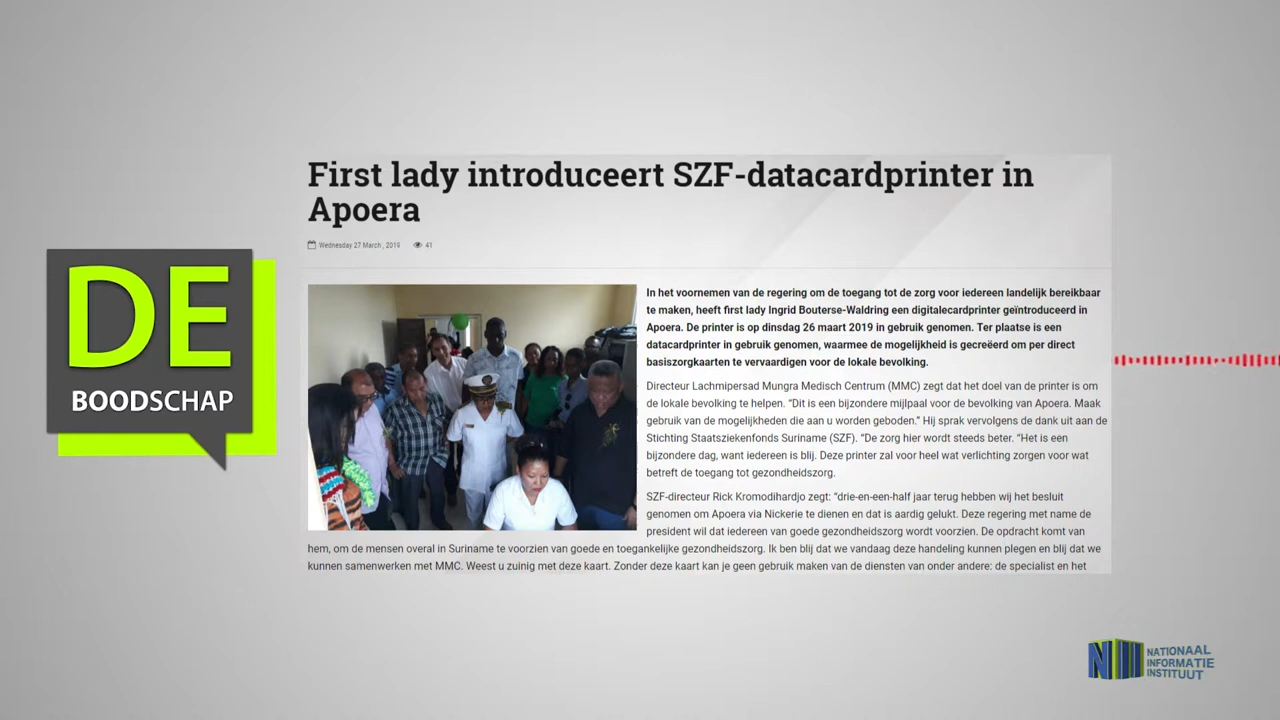 First lady introduceert SZF-datacardprinter in
Apoera
Wednesday 27 March , 2019 41
DE
BOODSCHAP
In het voornemen van de regering om de toegang tot de zorg voor iedereen landelijk bereikbaar
te maken, heeft first lady Ingrid Bouterse-Waldring een digitalecardprinter geïntroduceerd in
Apoera. De printer is op dinsdag 26 maart 2019 in gebruik genomen. Ter plaatse is een
datacardprinter in gebruik genomen, waarmee de mogelijkheid is gecreëerd om per direct
basiszorgkaarten te vervaardigen voor de lokale bevolking.
Directeur Lachmipersad Mungra Medisch Centrum (MMC) zegt dat het doel van de printer is om
de lokale bevolking te helpen. “Dit is een bijzondere mijlpaal voor de bevolking van Apoera. Maak
gebruik van de mogelijkheden die aan u worden geboden.” Hij sprak vervolgens de dank uit aan de
Stichting Staatsziekenfonds Suriname (SZF). “De zorg hier wordt steeds beter. “Het is een
bijzondere dag, want iedereen is blij. Deze printer zal voor heel wat verlichting zorgen voor wat
betreft de toegang tot gezondheidszorg.
SZF-directeur Rick Kromodihardjo zegt: “drie-en-een-half jaar terug hebben wij het besluit
genomen om Apoera via Nickerie te dienen en dat is aardig gelukt. Deze regering met name de
president wil dat iedereen van goede gezondheidszorg wordt voorzien. De opdracht komt van
hem, om de mensen overal in Suriname te voorzien van goede en toegankelijke gezondheidszorg. Ik ben blij dat we vandaag deze handeling kunnen plegen en blij dat we
kunnen samenwerken met MMC. Weest u zuinig met deze kaart. Zonder deze kaart kan je geen gebruik maken van de diensten van onder andere: de specialist en het
NII
NATIONAAL
INFORMATIE
INSTITUUT